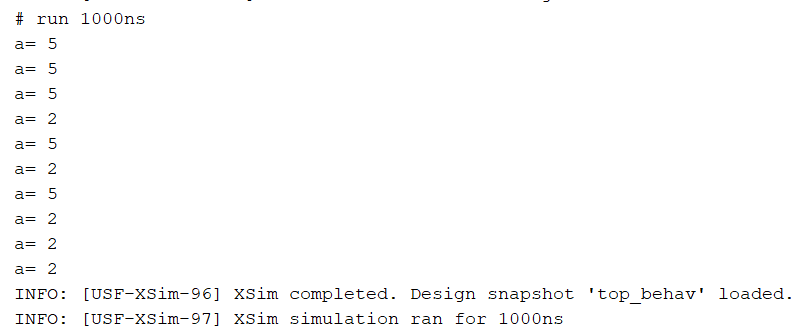 # run 1000ns
a= 5
a= 5
a= 5
a= 2
a= 5
a= 2
a= 5
a= 2
a= 2
a= 2
INFO: [USF-XSim-96] XSim completed. Design snapshot 'top_behav' loaded.
INFO: [USF-XSim-97] XSim simulation ran for 1000ns